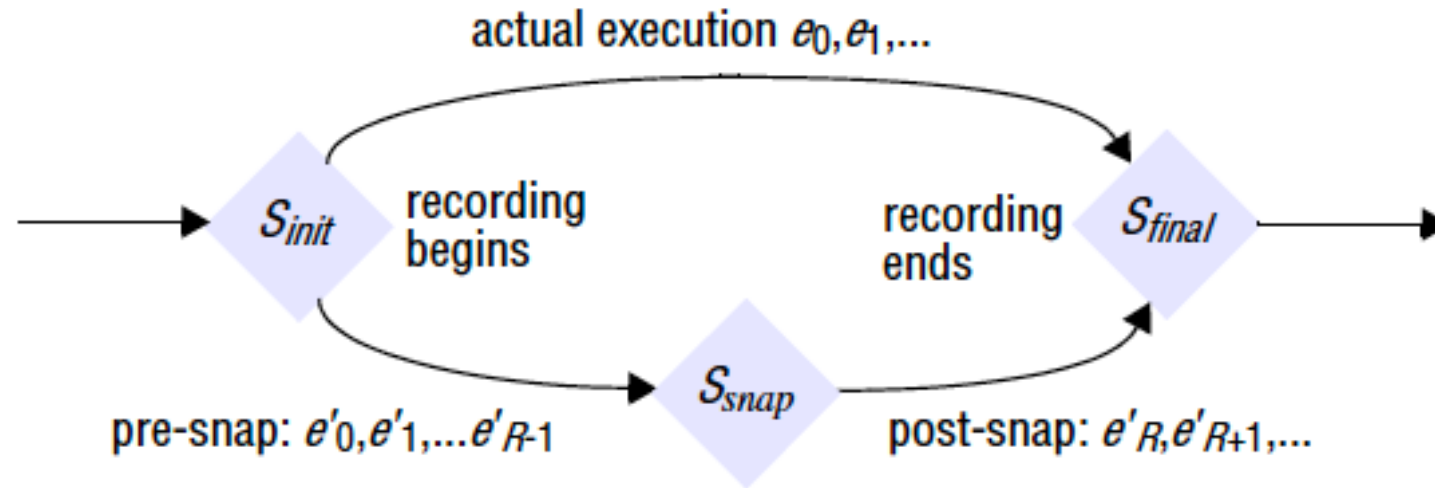 actual execution e0,e1,...
Sinit
recording
begins
recording
ends
Sfinal
Ssnap
pre-snap: e'0,e'1,...e'R-1
post-snap: e'R,e'R+1,...